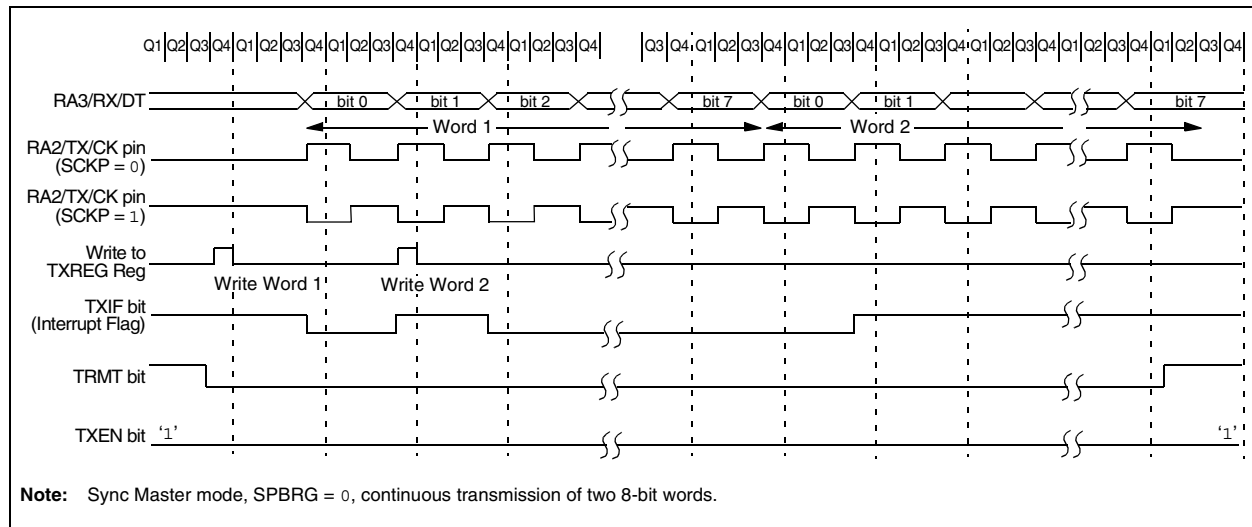 Q1 Q2 Q3 Q4 Q1 Q2 Q3 Q4 Q1 Q2 Q3 Q4 Q1 Q2 Q3 Q4 Q1 Q2 Q3 Q4 Q3 Q4 Q1 Q2 Q3 Q4 Q1 Q2 Q3 Q4 Q1 Q2 Q3 Q4 Q1 Q2 Q3 Q4 Q1 Q2 Q3 Q4 Q1 Q2 Q3 Q4
RA3/RX/DT bit 0 bit 1 bit 2 bit 7 bit 0 bit 1 bit 7
Word 1 Word 2
RA2/TX/CK pin
(SCKP = 0)
RA2/TX/CK pin
(SCKP = 1)
Write to
TXREG Reg
Write Word 1 Write Word 2
TXIF bit
(Interrupt Flag)
TRMT bit
TXEN bit '1' '1'
Note: Sync Master mode, SPBRG = 0, continuous transmission of two 8-bit words.